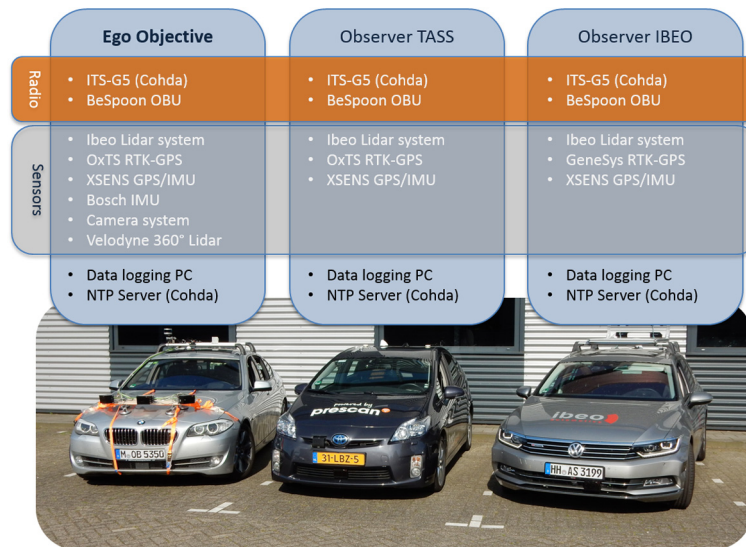 Ego Objective
Observer TASS
Observer IBEO
Radio
• ITS-G5 (Cohda)
• BeSpoon OBU
• ITS-G5 (Cohda)
• BeSpoon OBU
• ITS-G5 (Cohda)
• BeSpoon OBU
Sensors
• Ibeo Lidar system
• OxTS RTK-GPS
• XSENS GPS/IMU
• Bosch IMU
• Camera system
• Velodyne 360° Lidar
• Ibeo Lidar system
• OxTS RTK-GPS
• XSENS GPS/IMU
• Ibeo Lidar system
• GeneSys RTK-GPS
• XSENS GPS/IMU
• Data logging PC
• NTP Server (Cohda)
• Data logging PC
• NTP Server (Cohda)
• Data logging PC
• NTP Server (Cohda)
powered by
prescan
ibeo
M OB 5350
31-LBZ-5
HH AS 3199